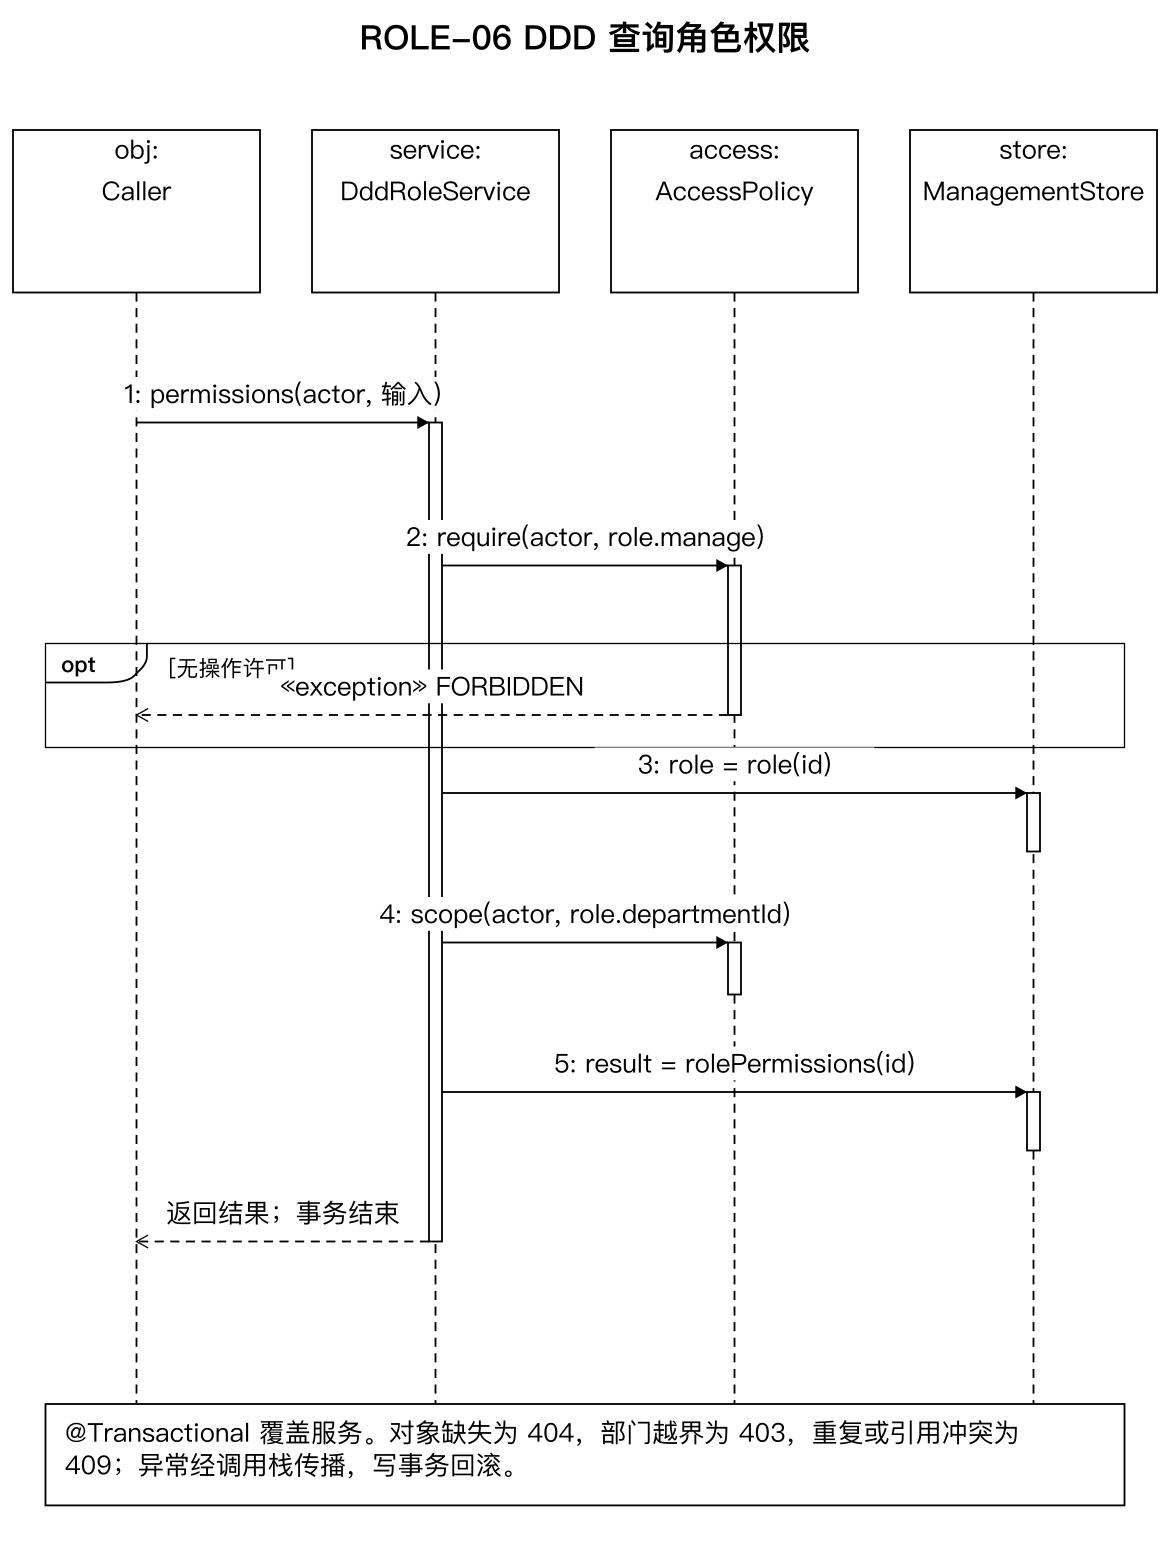 ROLE-06 DDD 查询角色权限
obj:
Caller
service:
DddRoleService
access:
AccessPolicy
store:
ManagementStore
1: permissions(actor, 输入)
2: require(actor, role.manage)
opt
[无操作许可]
«exception» FORBIDDEN
3: role = role(id)
4: scope(actor, role.departmentId)
5: result = rolePermissions(id)
返回结果；事务结束
@Transactional 覆盖服务。对象缺失为 404，部门越界为 403，重复或引用冲突为
409；异常经调用栈传播，写事务回滚。